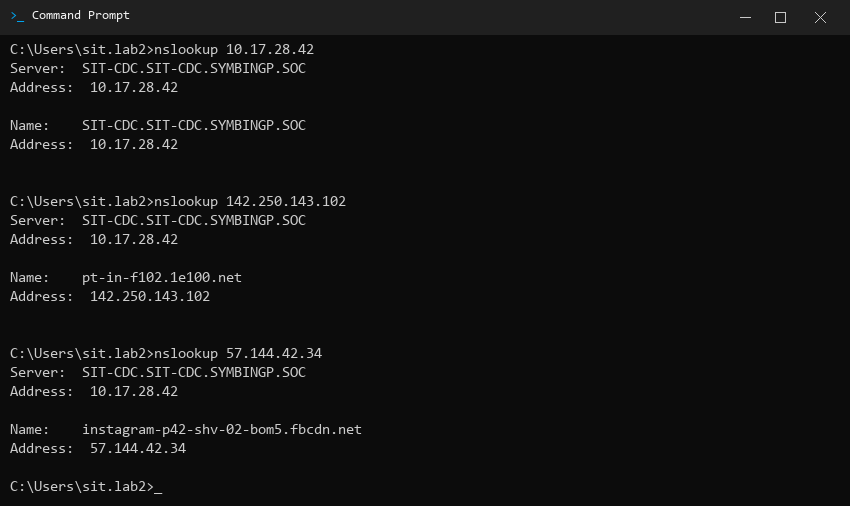 Command Prompt
C:\Users\sit.lab2>nslookup 10.17.28.42
Server:  SIT-CDC.SIT-CDC.SYMBINGP.SOC
Address:  10.17.28.42

Name:    SIT-CDC.SIT-CDC.SYMBINGP.SOC
Address:  10.17.28.42


C:\Users\sit.lab2>nslookup 142.250.143.102
Server:  SIT-CDC.SIT-CDC.SYMBINGP.SOC
Address:  10.17.28.42

Name:    pt-in-f102.1e100.net
Address:  142.250.143.102


C:\Users\sit.lab2>nslookup 57.144.42.34
Server:  SIT-CDC.SIT-CDC.SYMBINGP.SOC
Address:  10.17.28.42

Name:    instagram-p42-shv-02-bom5.fbcdn.net
Address:  57.144.42.34

C:\Users\sit.lab2>_